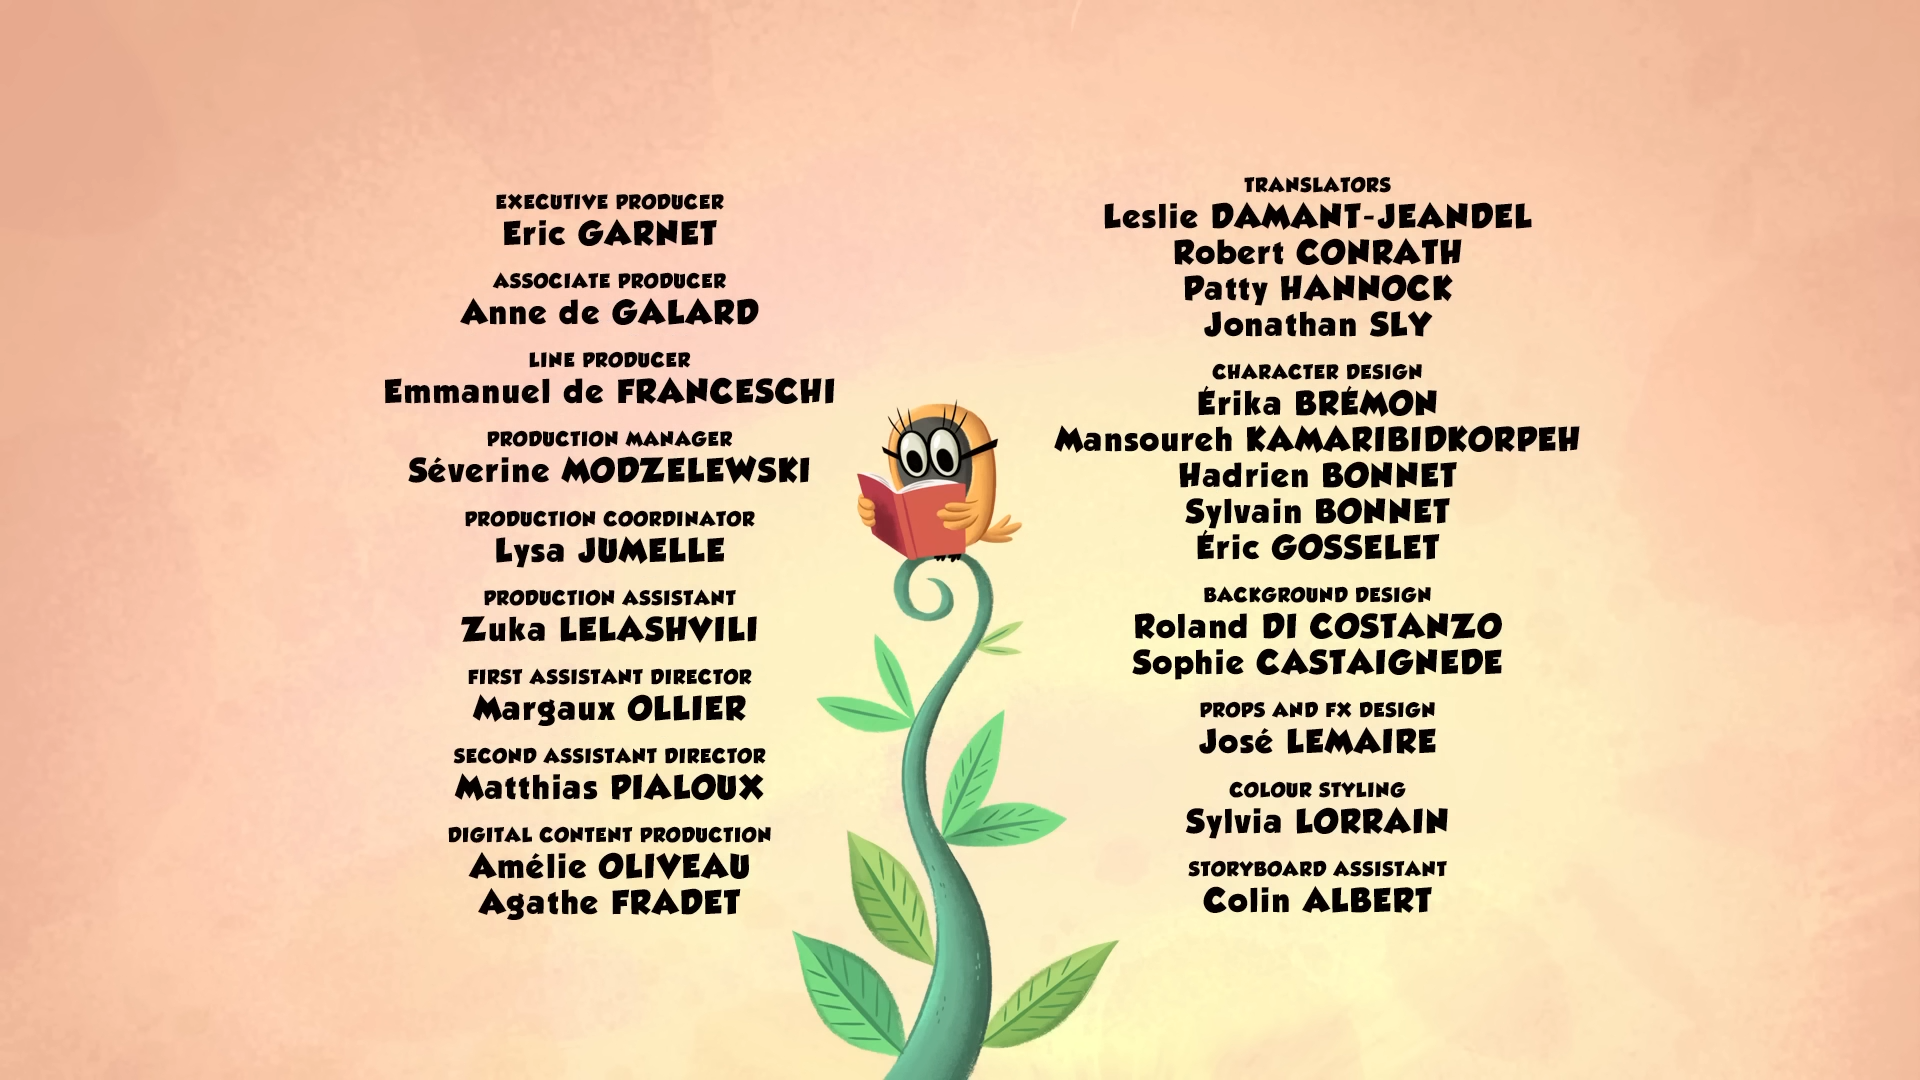 EXECUTIVE PRODUCER
Eric GARNET
ASSOCIATE PRODUCER
Anne de GALARD
LINE PRODUCER
Emmanuel de FRANCESCHI
PRODUCTION MANAGER
Séverine MODZELEWSKI
PRODUCTION COORDINATOR
Lysa JUMELLE
PRODUCTION ASSISTANT
Zuka LELASHVILI
FIRST ASSISTANT DIRECTOR
Margaux OLLIER
SECOND ASSISTANT DIRECTOR
Matthias PIALOUX
DIGITAL CONTENT PRODUCTION
Amélie OLIVEAU
Agathe FRADET
TRANSLATORS
Leslie DAMANT-JEANDEL
Robert CONRATH
Patty HANNOCK
Jonathan SLY
CHARACTER DESIGN
Érika BRÉMON
Mansoureh KAMARIBIDKORPEH
Hadrien BONNET
Sylvain BONNET
Éric GOSSELET
BACKGROUND DESIGN
Roland DI COSTANZO
Sophie CASTAIGNEDE
PROPS AND FX DESIGN
José LEMAIRE
COLOUR STYLING
Sylvia LORRAIN
STORYBOARD ASSISTANT
Colin ALBERT